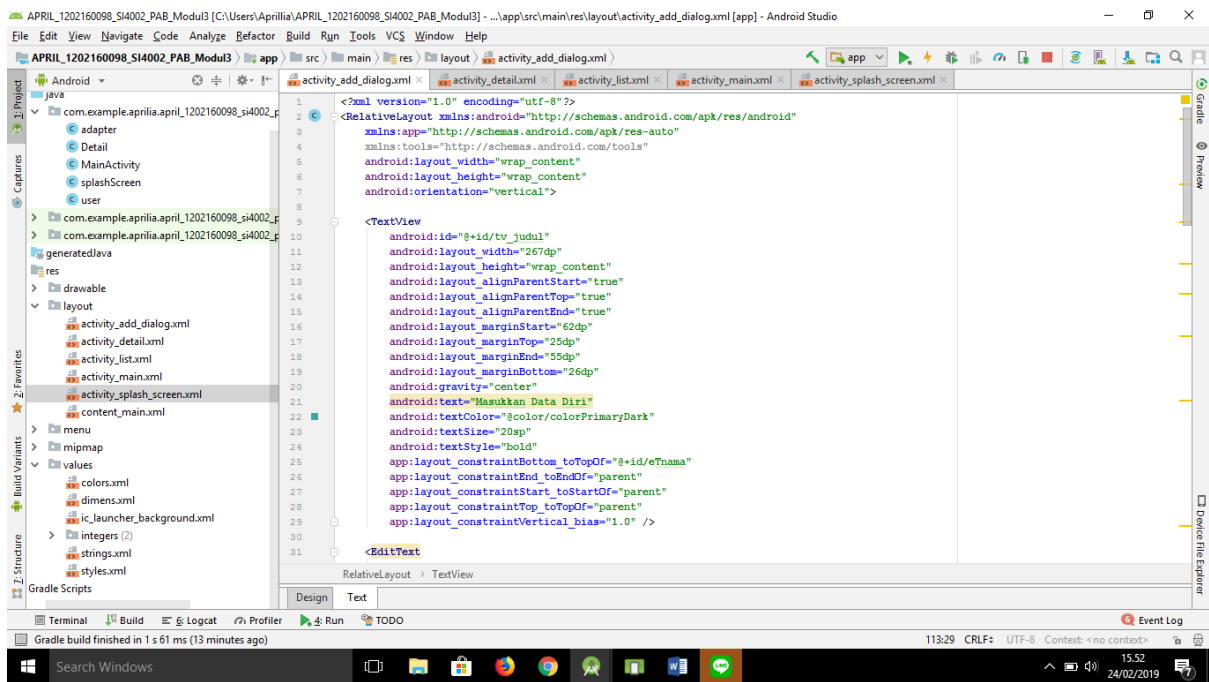 APRIL_1202160098_SI4002_PAB_Modul3 [C:\Users\Aprillia\APRIL_1202160098_SI4002_PAB_Modul3] - ...\app\src\main\res\layout\activity_add_dialog.xml [app] - Android Studio
File Edit View Navigate Code Analyze Refactor Build Run Tools VCS Window Help
APRIL_1202160098_SI4002_PAB_Modul3 app src main res layout activity_add_dialog.xml app
Android activity_add_dialog.xml activity_detail.xml activity_list.xml activity_main.xml activity_splash_screen.xml
1: Project
Captures
2: Favorites
Build Variants
7: Structure
java
com.example.aprilia.april_1202160098_si4002_p
adapter
Detail
MainActivity
splashScreen
user
com.example.aprilia.april_1202160098_si4002_p
com.example.aprilia.april_1202160098_si4002_p
generatedJava
res
drawable
layout
activity_add_dialog.xml
activity_detail.xml
activity_list.xml
activity_main.xml
activity_splash_screen.xml
content_main.xml
menu
mipmap
values
colors.xml
dimens.xml
ic_launcher_background.xml
integers (2)
strings.xml
styles.xml
Gradle Scripts
1 <?xml version="1.0" encoding="utf-8"?>
2 C <RelativeLayout xmlns:android="http://schemas.android.com/apk/res/android"
3 xmlns:app="http://schemas.android.com/apk/res-auto"
4 xmlns:tools="http://schemas.android.com/tools"
5 android:layout_width="wrap_content"
6 android:layout_height="wrap_content"
7 android:orientation="vertical">
8
9 <TextView
10 android:id="@+id/tv_judul"
11 android:layout_width="267dp"
12 android:layout_height="wrap_content"
13 android:layout_alignParentStart="true"
14 android:layout_alignParentTop="true"
15 android:layout_alignParentEnd="true"
16 android:layout_marginStart="62dp"
17 android:layout_marginTop="25dp"
18 android:layout_marginEnd="55dp"
19 android:layout_marginBottom="26dp"
20 android:gravity="center"
21 android:text="Masukkan Data Diri"
22 android:textColor="@color/colorPrimaryDark"
23 android:textSize="20sp"
24 android:textStyle="bold"
25 app:layout_constraintBottom_toTopOf="@+id/eTnama"
26 app:layout_constraintEnd_toEndOf="parent"
27 app:layout_constraintStart_toStartOf="parent"
28 app:layout_constraintTop_toTopOf="parent"
29 app:layout_constraintVertical_bias="1.0" />
30
31 <EditText
RelativeLayout TextView
Design Text
Gradle
Preview
Device File Explorer
Terminal Build 6: Logcat Profiler 4: Run TODO Event Log
Gradle build finished in 1 s 61 ms (13 minutes ago) 113:29 CRLF UTF-8 Context: <no context>
Search Windows 15.52
24/02/2019